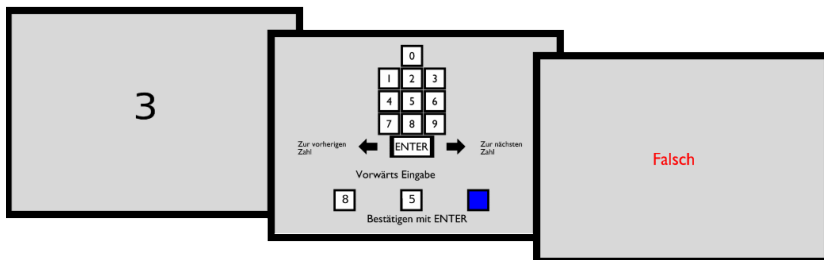 3
0
1 2 3
4 5 6
7 8 9
Zur vorherigen
Zahl
ENTER
Zur nächsten
Zahl
Vorwärts Eingabe
8 5
Bestätigen mit ENTER
Falsch